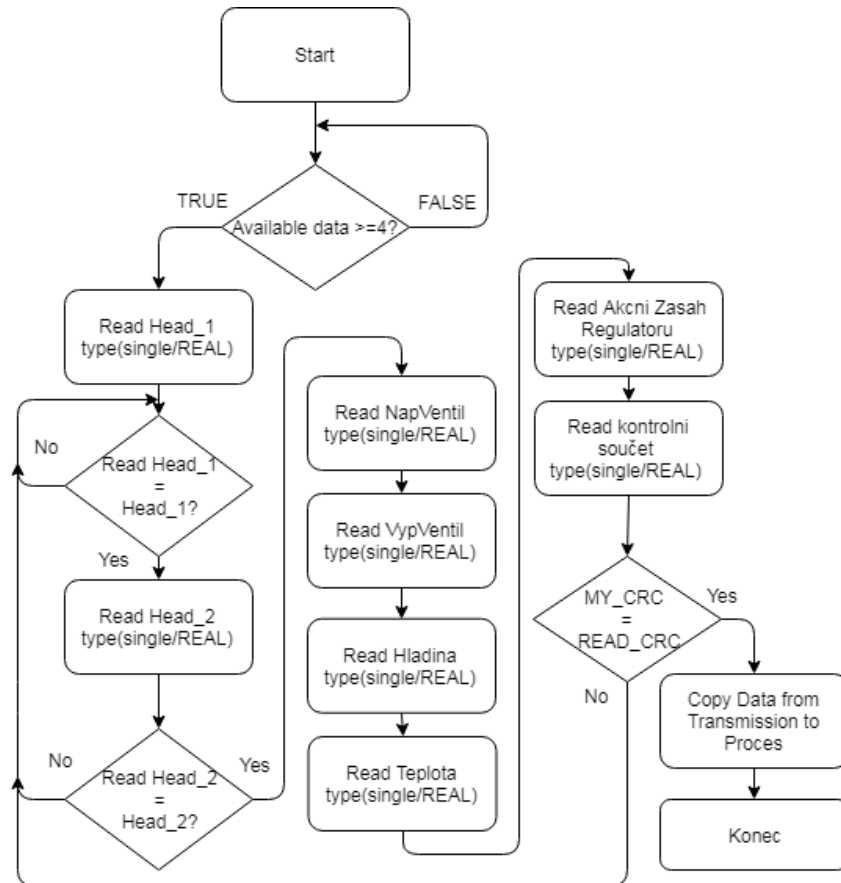 Start
TRUE
FALSE
Available data >=4?
Read Head_1
type(single/REAL)
No
Read Head_1
=
Head_1?
Yes
Read Head_2
type(single/REAL)
No
Read Head_2
=
Head_2?
Yes
Read NapVentil
type(single/REAL)
Read VypVentil
type(single/REAL)
Read Hladina
type(single/REAL)
Read Teplota
type(single/REAL)
Read Akcni Zasah
Regulatoru
type(single/REAL)
Read kontrolni
součet
type(single/REAL)
MY_CRC
=
READ_CRC
Yes
No
Copy Data from
Transmission to
Proces
Konec